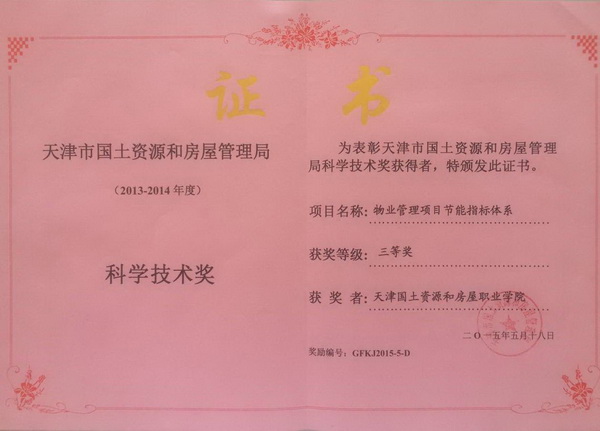 证 书
天津市国土资源和房屋管理局
（2013-2014 年度）
科学技术奖
为表彰天津市国土资源和房屋管理
局科学技术奖获得者，特颁发此证书。
项目名称：物业管理项目节能指标体系
获奖等级：三等奖
获 奖 者：天津国土资源和房屋职业学院
二O一五年五月十八日
奖励编号：GFKJ2015-5-D